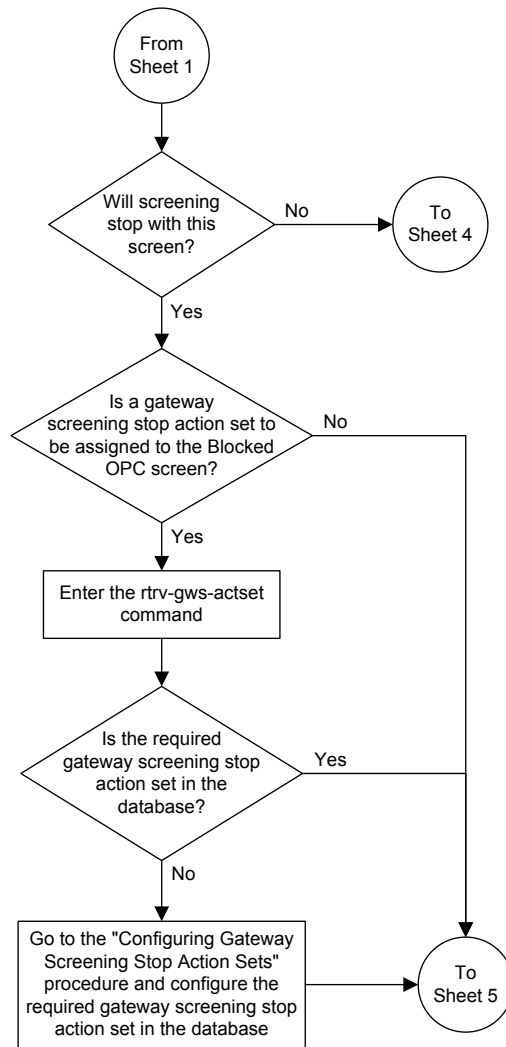 From
Sheet 1
Will screening
stop with this
screen?
No
To
Sheet 4
Yes
Is a gateway
screening stop action set to
be assigned to the Blocked
OPC screen?
No
Yes
Enter the rtrv-gws-actset
command
Is the required
gateway screening stop
action set in the
database?
Yes
No
Go to the "Configuring Gateway
Screening Stop Action Sets"
procedure and configure the
required gateway screening stop
action set in the database
To
Sheet 5